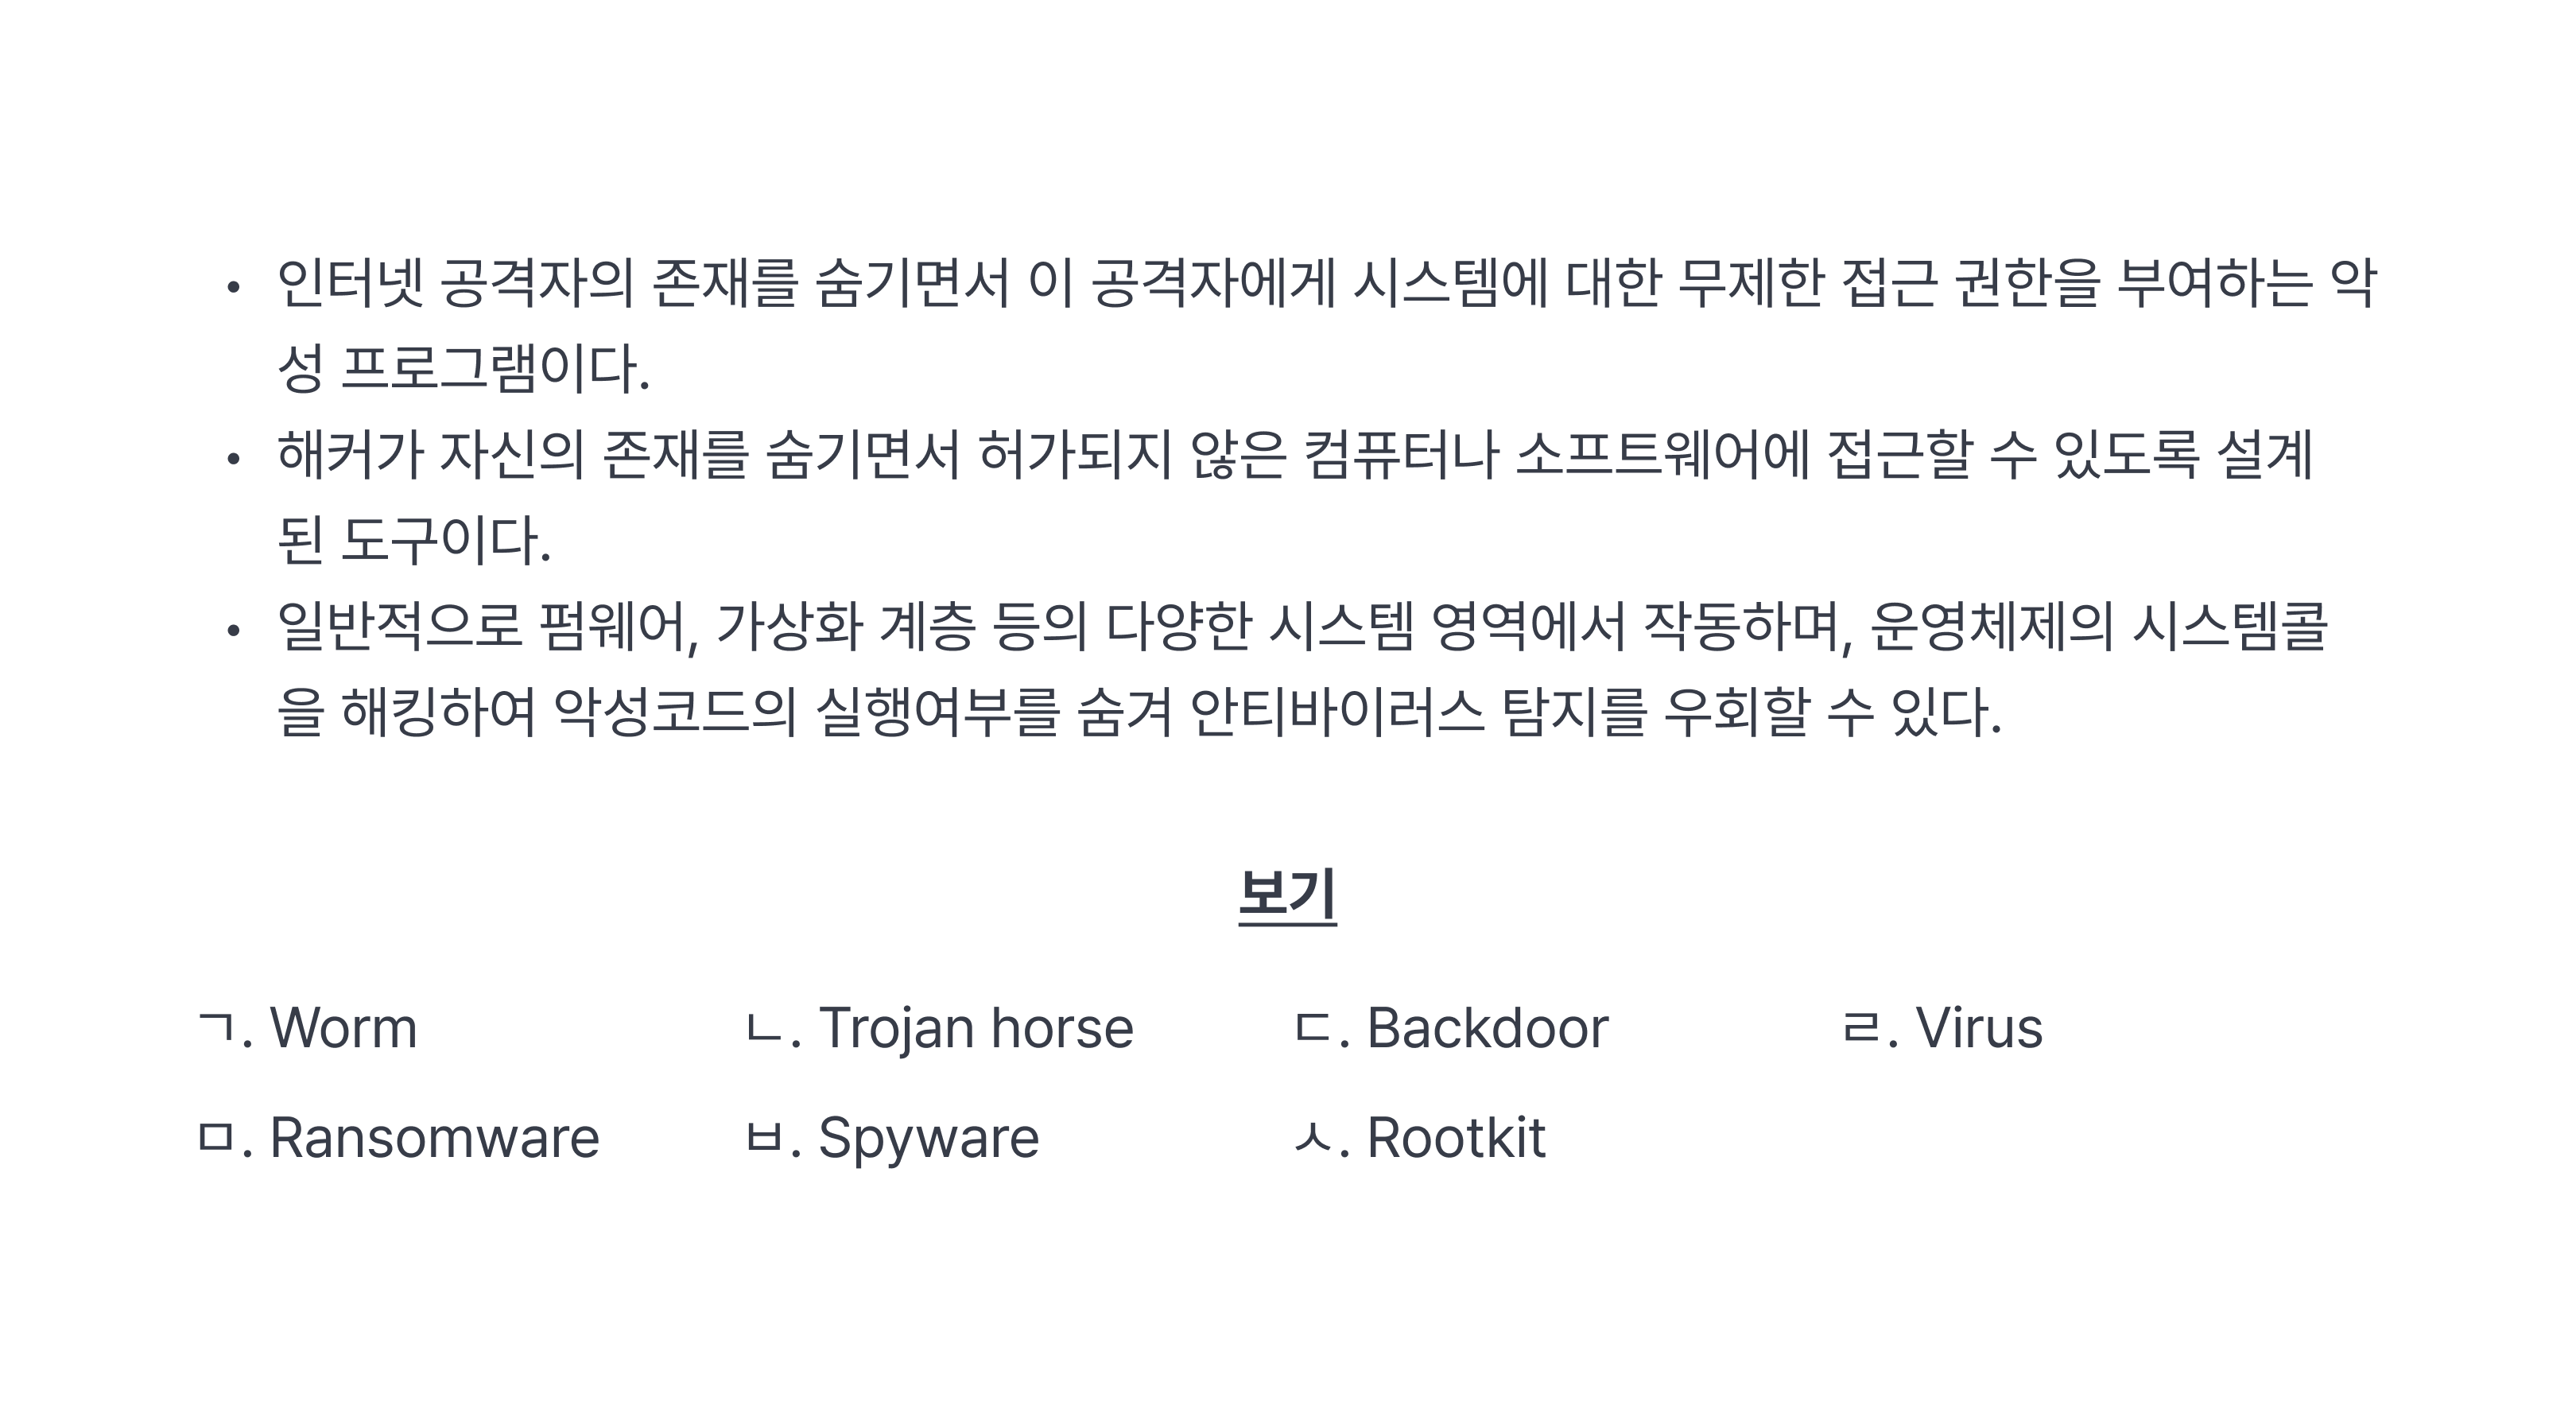 • 인터넷 공격자의 존재를 숨기면서 이 공격자에게 시스템에 대한 무제한 접근 권한을 부여하는 악
성 프로그램이다.
• 해커가 자신의 존재를 숨기면서 허가되지 않은 컴퓨터나 소프트웨어에 접근할 수 있도록 설계
된 도구이다.
• 일반적으로 펌웨어, 가상화 계층 등의 다양한 시스템 영역에서 작동하며, 운영체제의 시스템콜
을 해킹하여 악성코드의 실행여부를 숨겨 안티바이러스 탐지를 우회할 수 있다.
보기
ㄱ. Worm ㄴ. Trojan horse ㄷ. Backdoor ㄹ. Virus
ㅁ. Ransomware ㅂ. Spyware ㅅ. Rootkit